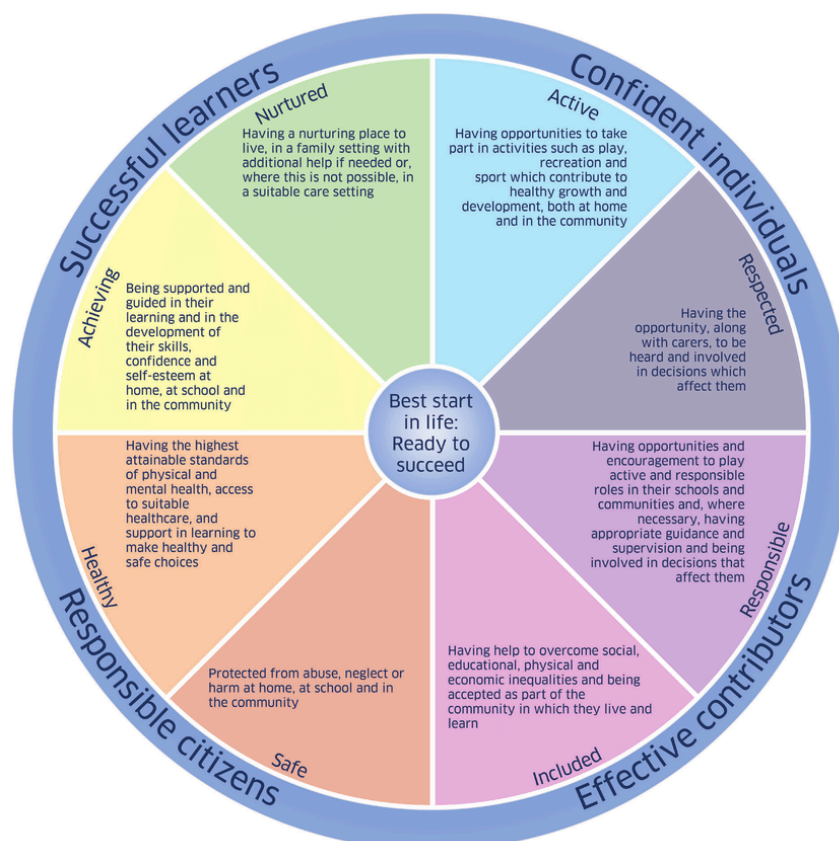 Successful learners
Confident individuals
Nurtured
Having a nurturing place to
live, in a family setting with
additional help if needed or,
where this is not possible, in
a suitable care setting
Active
Having opportunities to take
part in activities such as play,
recreation and
sport which contribute to
healthy growth and
development, both at home
and in the community
Respected
Having the
opportunity, along
with carers, to be
heard and involved
in decisions which
affect them
Achieving
Being supported and
guided in their
learning and in the
development of
their skills,
confidence and
self-esteem at
home, at school and
in the community
Best start
in life:
Ready to
succeed
Healthy
Having the highest
attainable standards
of physical and
mental health, access
to suitable
healthcare, and
support in learning to
make healthy and
safe choices
Responsible
Having opportunities and
encouragement to play
active and responsible
roles in their schools and
communities and, where
necessary, having
appropriate guidance and
supervision and being
involved in decisions that
affect them
Protected from abuse, neglect or
harm at home, at school and in
the community
Safe
Having help to overcome social,
educational, physical and
economic inequalities and being
accepted as part of the
community in which they live and
learn
Included
Responsible citizens
Effective contributors